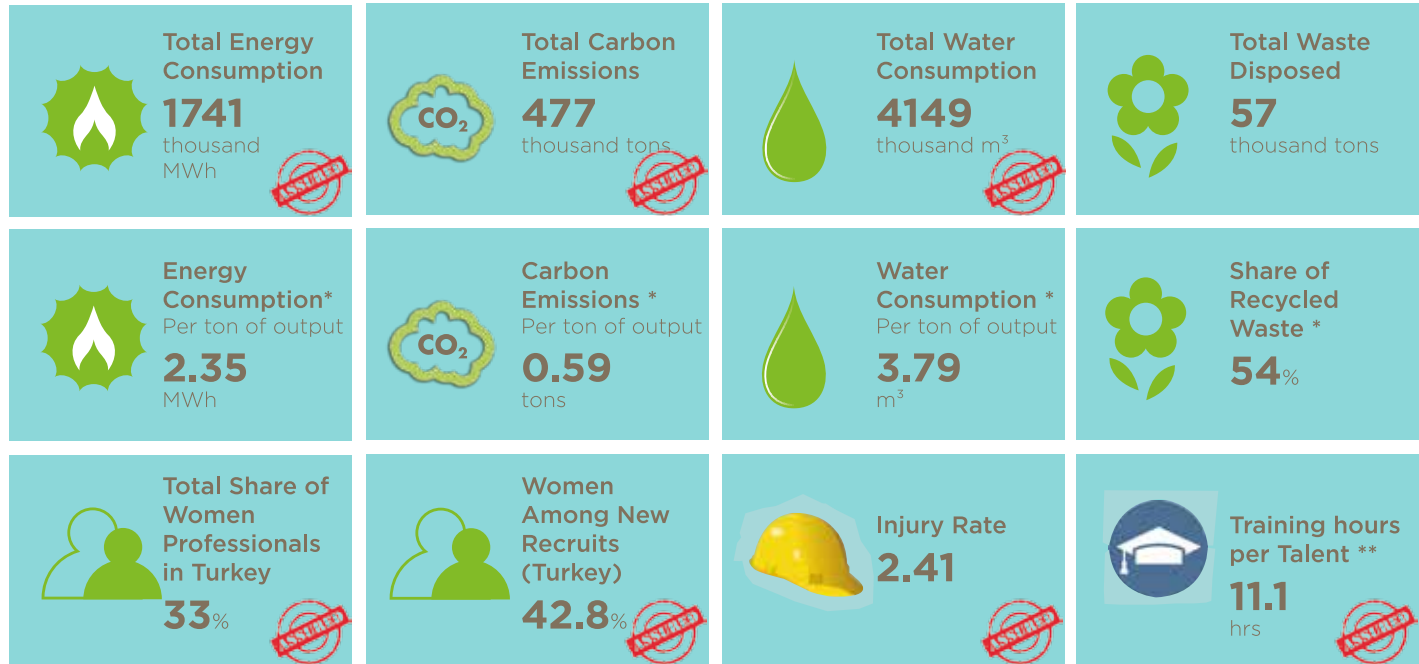 Total Energy
Consumption
1741
thousand
MWh
ASSURED
CO₂
Total Carbon
Emissions
477
thousand tons
ASSURED
Total Water
Consumption
4149
thousand m³
ASSURED
Total Waste
Disposed
57
thousand tons
Energy
Consumption*
Per ton of output
2.35
MWh
CO₂
Carbon
Emissions *
Per ton of output
0.59
tons
Water
Consumption *
Per ton of output
3.79
m³
Share of
Recycled
Waste *
54%
Total Share of
Women
Professionals
in Turkey
33%
ASSURED
Women
Among New
Recruits
(Turkey)
42.8%
ASSURED
Injury Rate
2.41
ASSURED
Training hours
per Talent **
11.1
hrs
ASSURED